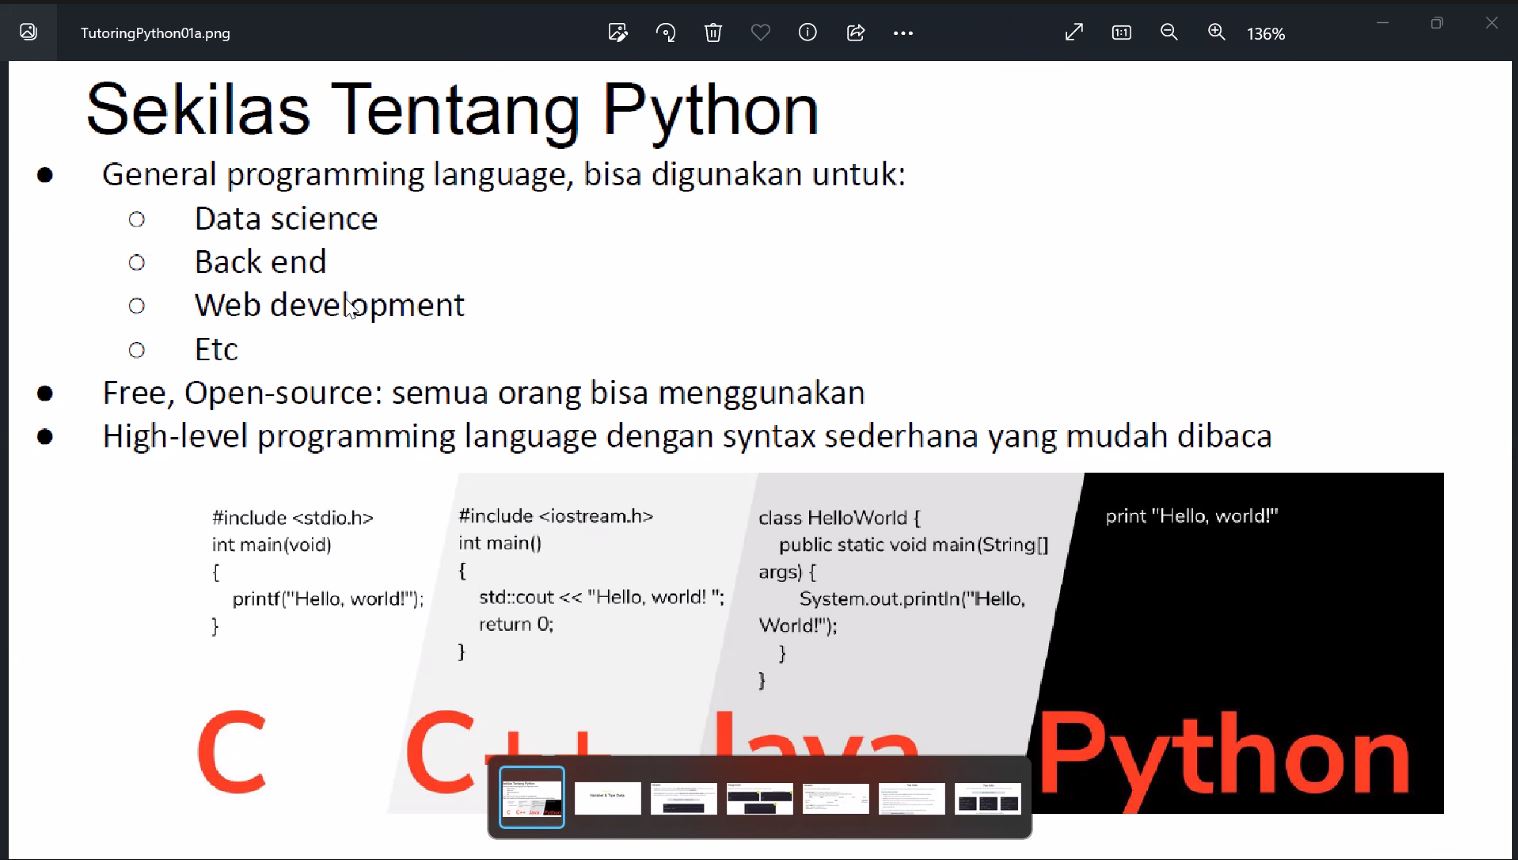 TutoringPython01a.png
136%
Sekilas Tentang Python
● General programming language, bisa digunakan untuk:
○ Data science
○ Back end
○ Web development
○ Etc
● Free, Open-source: semua orang bisa menggunakan
● High-level programming language dengan syntax sederhana yang mudah dibaca
#include <stdio.h>
int main(void)
{
printf("Hello, world!");
}
C
#include <iostream.h>
int main()
{
std::cout << "Hello, world! ";
return 0;
}
C++
class HelloWorld {
public static void main(String[]
args) {
System.out.println("Hello,
World!");
}
}
Java
print "Hello, world!"
Python